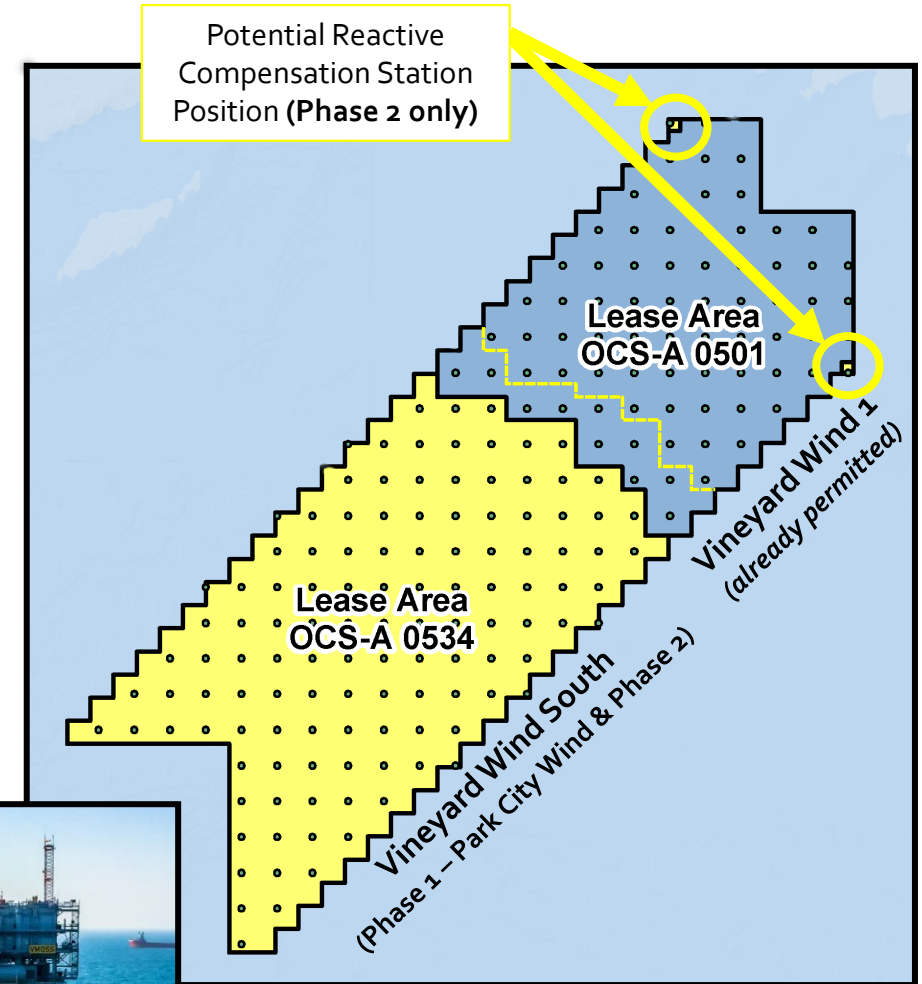 Potential Reactive
Compensation Station
Position (Phase 2 only)
Lease Area
OCS-A 0501
Vineyard Wind 1
(already permitted)
Lease Area
OCS-A 0534
Vineyard Wind South
(Phase 1 – Park City Wind & Phase 2)